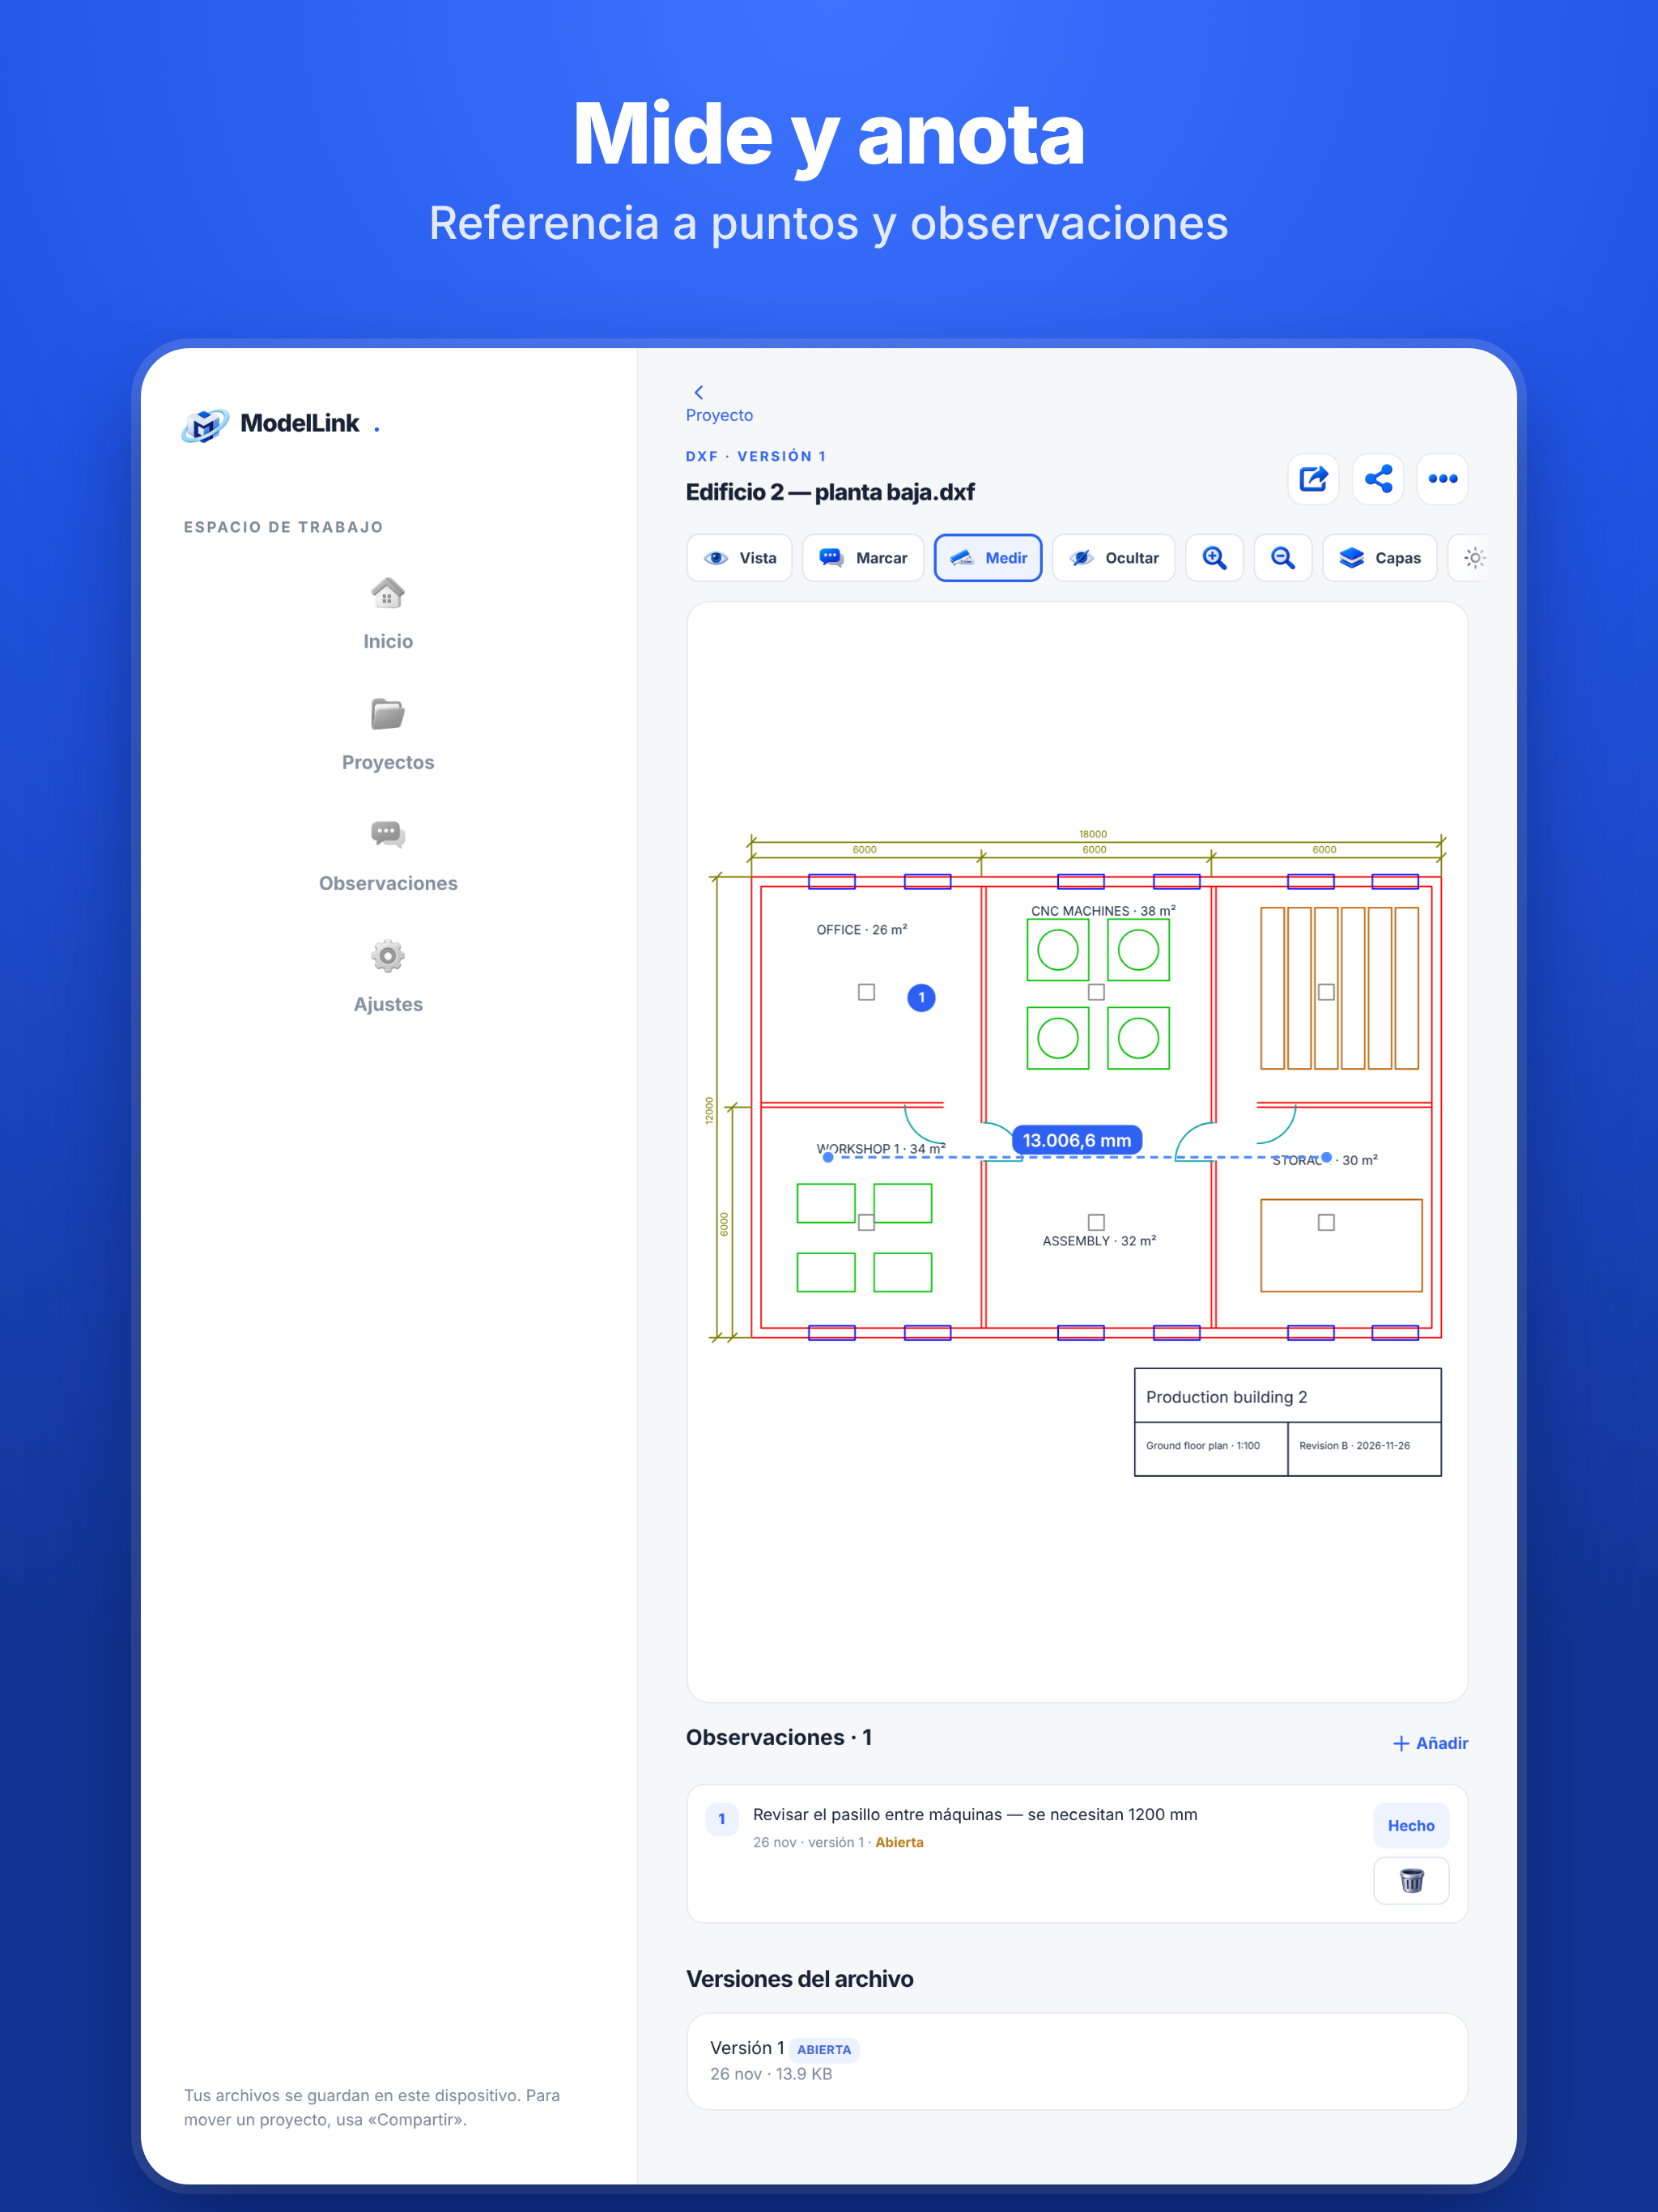 Mide y anota
Referencia a puntos y observaciones
ModelLink .
ESPACIO DE TRABAJO
Inicio
Proyectos
Observaciones
Ajustes
Tus archivos se guardan en este dispositivo. Para
mover un proyecto, usa «Compartir».
Proyecto
DXF · VERSIÓN 1
Edificio 2 — planta baja.dxf
Vista
Marcar
Medir
Ocultar
Capas
18000
6000 6000 6000
12000
6000
OFFICE · 26 m²
CNC MACHINES · 38 m²
1
13.006,6 mm
WORKSHOP 1 · 34 m²
· 30 m²
ASSEMBLY · 32 m²
Production building 2
Ground floor plan · 1:100
Revision B · 2026-11-26
Observaciones · 1
+ Añadir
1
Revisar el pasillo entre máquinas — se necesitan 1200 mm
26 nov · versión 1 · Abierta
Hecho
Versiones del archivo
Versión 1 ABIERTA
26 nov · 13.9 KB